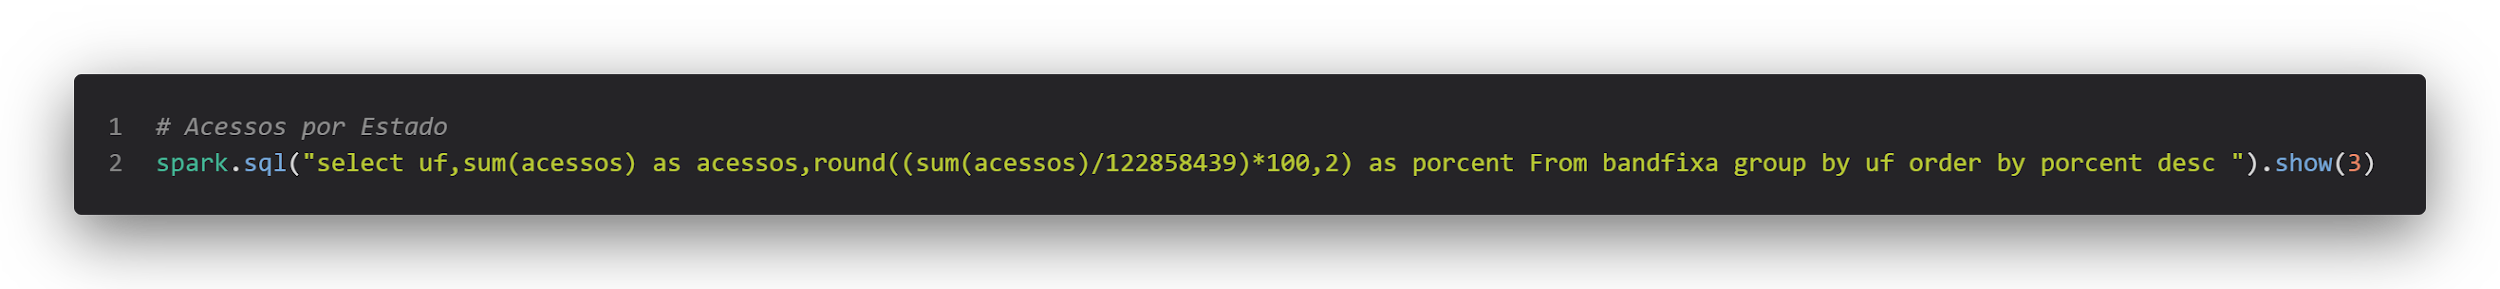 1 # Acessos por Estado
2 spark.sql("select uf,sum(acessos) as acessos,round((sum(acessos)/122858439)*100,2) as porcent From bandfixa group by uf order by porcent desc ").show(3)